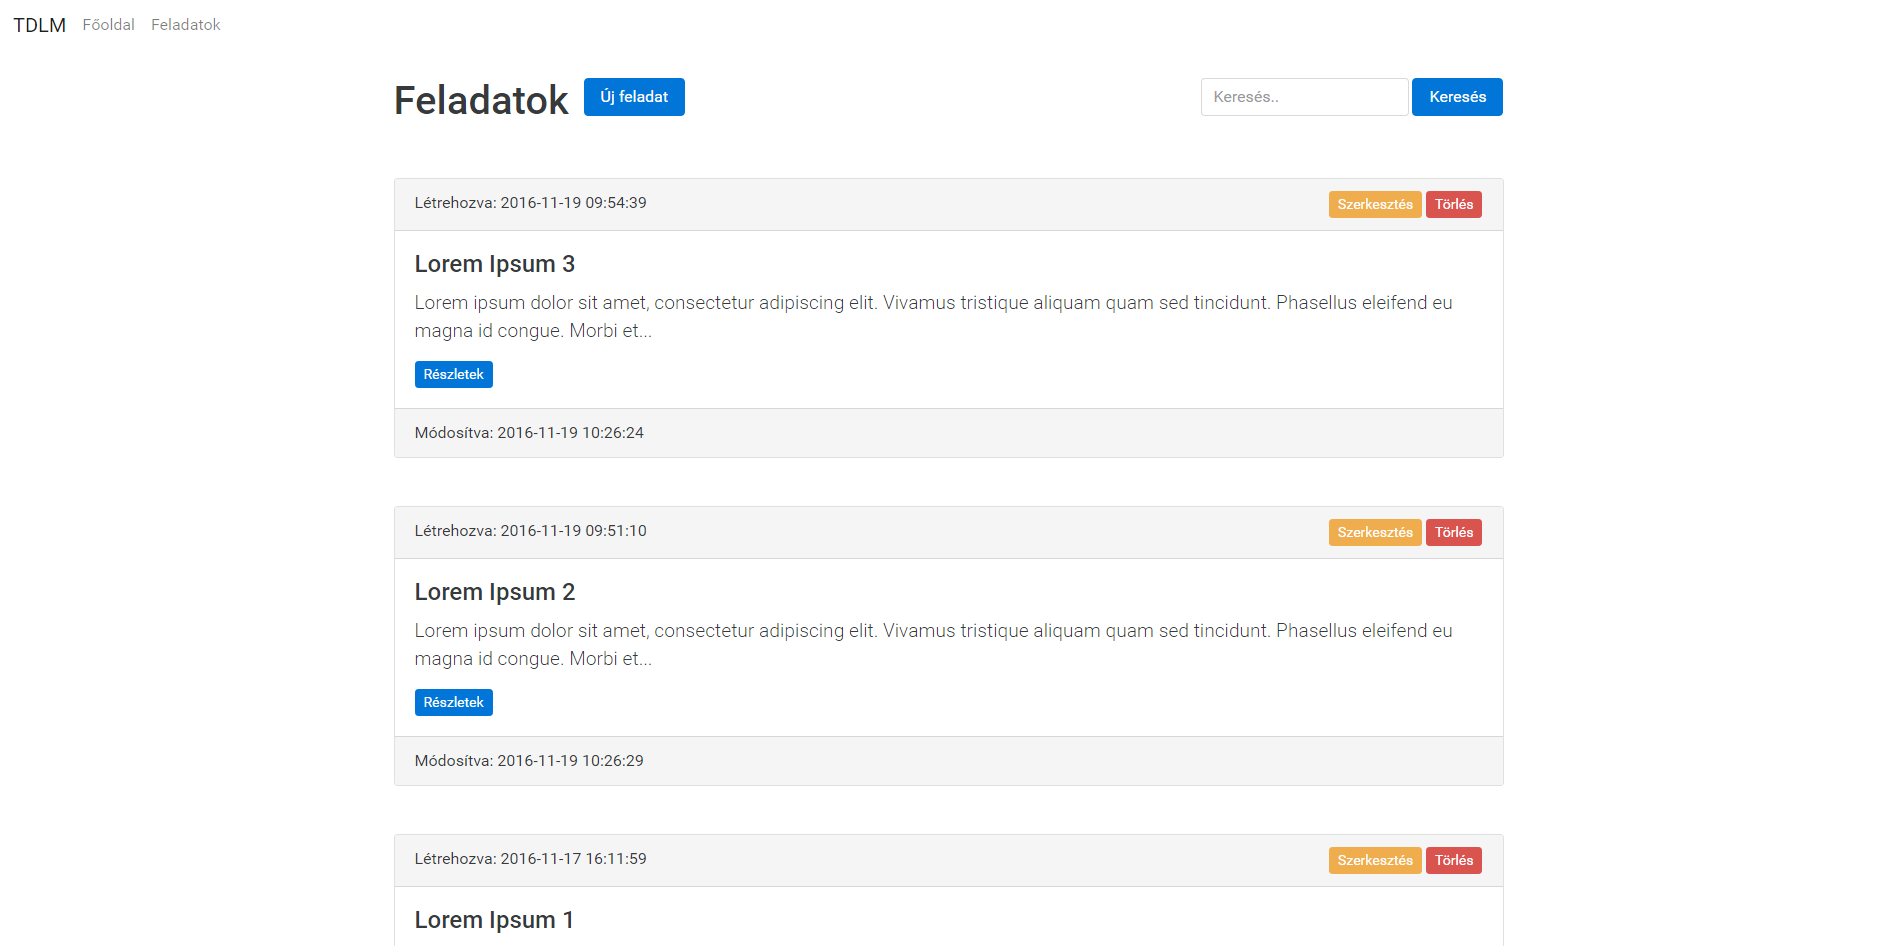 TDLM Főoldal Feladatok
Feladatok Új feladat Keresés.. Keresés
Létrehozva: 2016-11-19 09:54:39 Szerkesztés Törlés
Lorem Ipsum 3
Lorem ipsum dolor sit amet, consectetur adipiscing elit. Vivamus tristique aliquam quam sed tincidunt. Phasellus eleifend eu
magna id congue. Morbi et...
Részletek
Módosítva: 2016-11-19 10:26:24
Létrehozva: 2016-11-19 09:51:10 Szerkesztés Törlés
Lorem Ipsum 2
Lorem ipsum dolor sit amet, consectetur adipiscing elit. Vivamus tristique aliquam quam sed tincidunt. Phasellus eleifend eu
magna id congue. Morbi et...
Részletek
Módosítva: 2016-11-19 10:26:29
Létrehozva: 2016-11-17 16:11:59 Szerkesztés Törlés
Lorem Ipsum 1